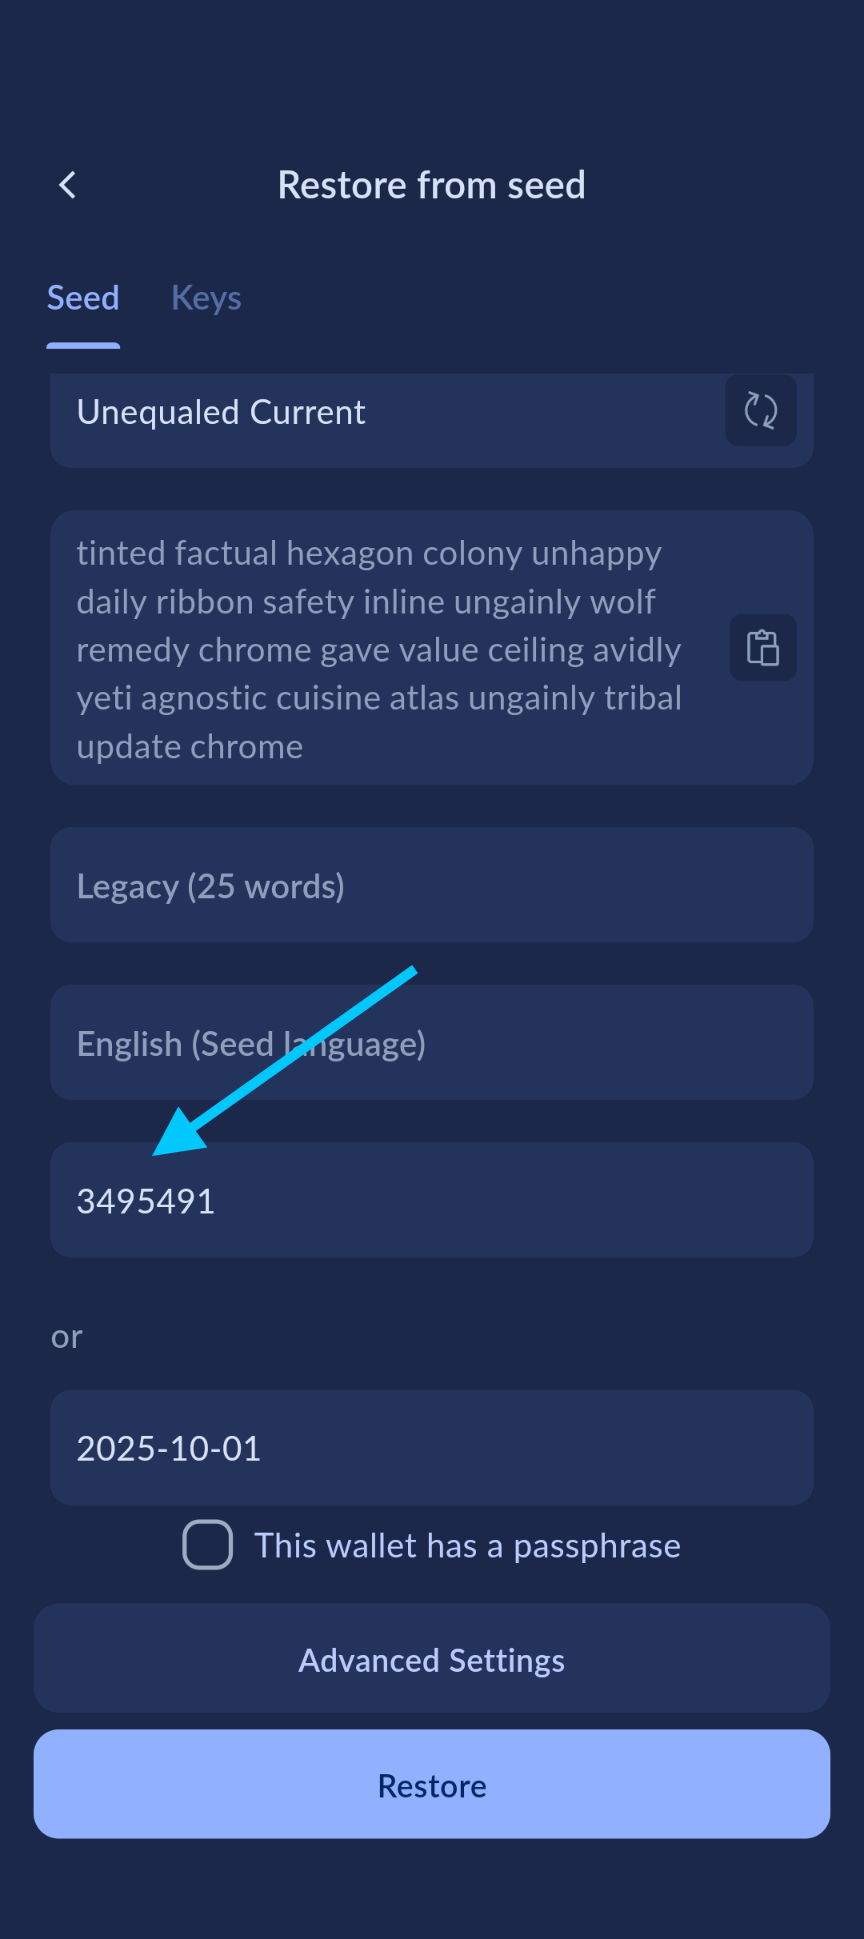 Restore from seed
Seed Keys
Unequaled Current
tinted factual hexagon colony unhappy
daily ribbon safety inline ungainly wolf
remedy chrome gave value ceiling avidly
yeti agnostic cuisine atlas ungainly tribal
update chrome
Legacy (25 words)
English (Seed language)
3495491
or
2025-10-01
This wallet has a passphrase
Advanced Settings
Restore